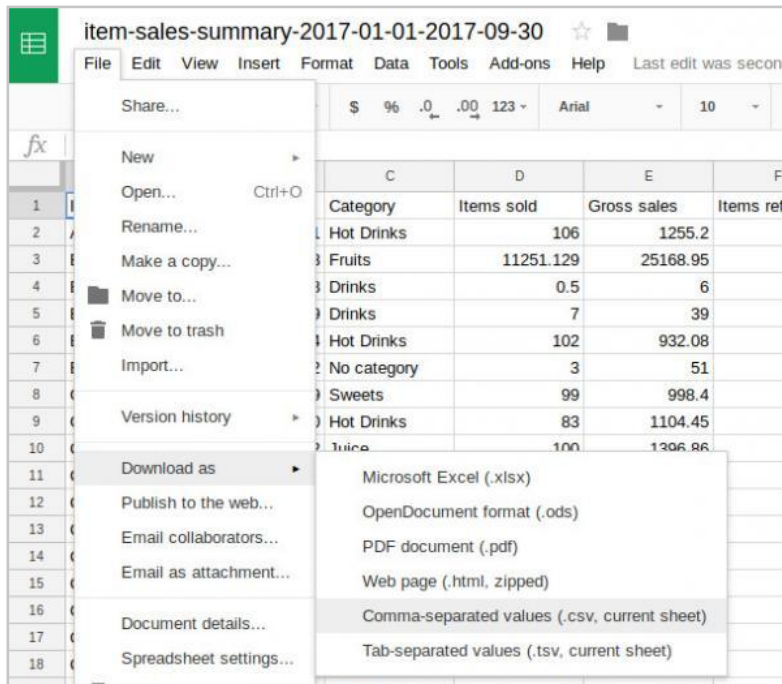 item-sales-summary-2017-01-01-2017-09-30
File Edit View Insert Format Data Tools Add-ons Help Last edit was secon
Share... $ % .0 .00 123 Arial 10
fx
New
Open... Ctrl+O
Rename...
Make a copy...
Move to...
Move to trash
Import...
Version history
Download as
Publish to the web...
Email collaborators...
Email as attachment...
Document details...
Spreadsheet settings...
C D E F
1 Category Items sold Gross sales Items ref
2 Hot Drinks 106 1255.2
3 Fruits 11251.129 25168.95
4 Drinks 0.5 6
5 Drinks 7 39
6 Hot Drinks 102 932.08
7 No category 3 51
8 Sweets 99 998.4
9 Hot Drinks 83 1104.45
10 Juice 100 1396.86
11
12
13
14
15
16
17
18
Microsoft Excel (.xlsx)
OpenDocument format (.ods)
PDF document (.pdf)
Web page (.html, zipped)
Comma-separated values (.csv, current sheet)
Tab-separated values (.tsv, current sheet)